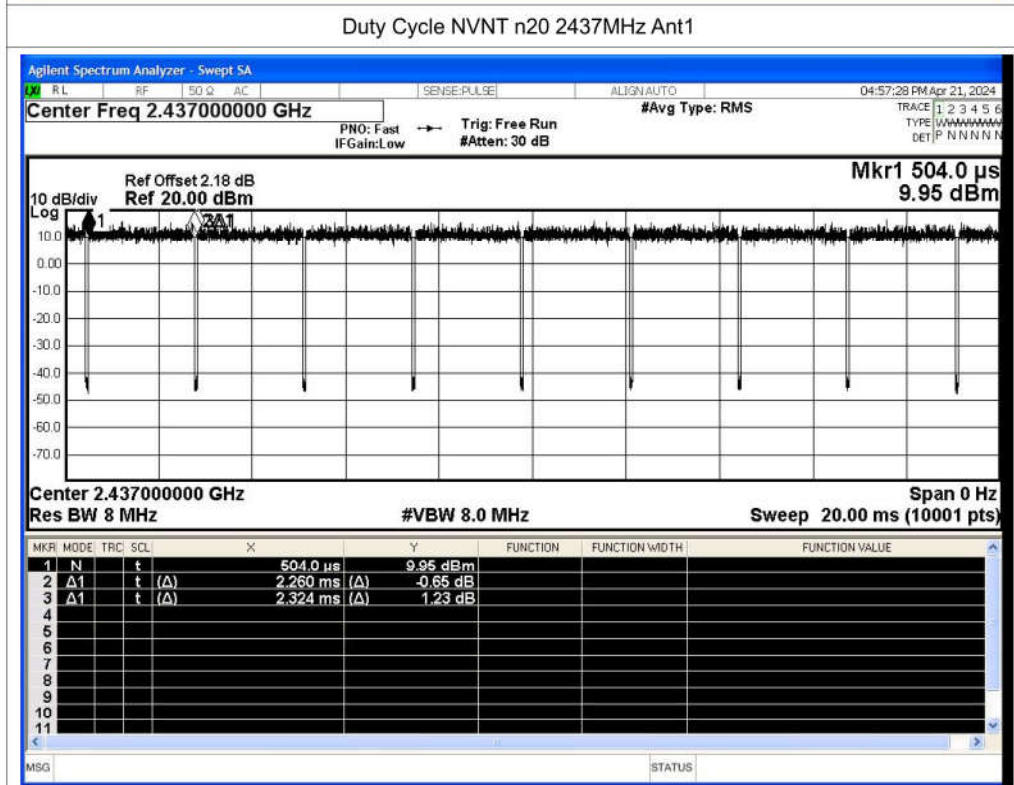 Duty Cycle NVNT n20 2437MHz Ant1
Agilent Spectrum Analyzer - Swept SA
LXI RL RF 50 Ω AC SENSE:PULSE ALIGN AUTO 04:57:28 PM Apr 21, 2024
Center Freq 2.437000000 GHz #Avg Type: RMS TRACE 1 2 3 4 5 6
PNO: Fast Trig: Free Run TYPE WWWWWW
IFGain:Low #Atten: 30 dB DET P N N N N N
Mkr1 504.0 µs
Ref Offset 2.18 dB
10 dB/div Ref 20.00 dBm 9.95 dBm
Log
1 3Δ1
10.0
0.00
-10.0
-20.0
-30.0
-40.0
-50.0
-60.0
-70.0
Center 2.437000000 GHz Span 0 Hz
Res BW 8 MHz #VBW 8.0 MHz Sweep 20.00 ms (10001 pts)
MKR MODE TRC SCL X Y FUNCTION FUNCTION WIDTH FUNCTION VALUE
1 N t 504.0 µs 9.95 dBm
2 Δ1 t (Δ) 2.260 ms (Δ) -0.65 dB
3 Δ1 t (Δ) 2.324 ms (Δ) 1.23 dB
4
5
6
7
8
9
10
11
MSG STATUS